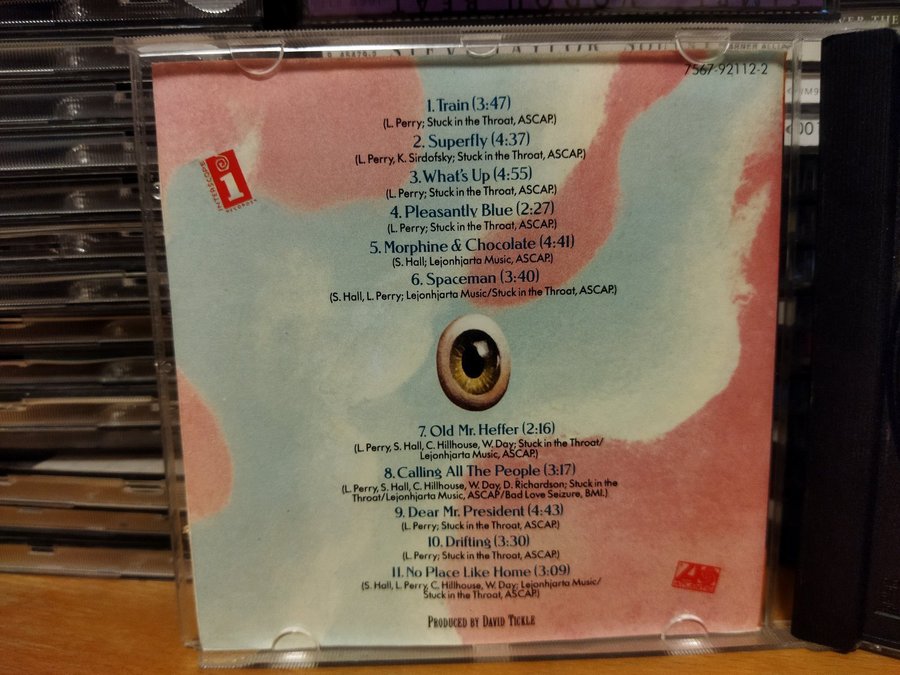 7567-92112-2
1. Train (3:47)
(L. Perry; Stuck in the Throat, ASCAP.)
2. Superfly (4:37)
(L. Perry, K. Sirdofsky; Stuck in the Throat, ASCAP.)
3. What's Up (4:55)
(L. Perry; Stuck in the Throat, ASCAP.)
4. Pleasantly Blue (2:27)
(L. Perry; Stuck in the Throat, ASCAP.)
5. Morphine & Chocolate (4:41)
(S. Hall; Lejonhjarta Music, ASCAP.)
6. Spaceman (3:40)
(S. Hall, L. Perry; Lejonhjarta Music/Stuck in the Throat, ASCAP.)
INTERSCOPE
RECORDS
7. Old Mr. Heffer (2:16)
(L. Perry, S. Hall, C. Hillhouse, W. Day; Stuck in the Throat/
Lejonhjarta Music, ASCAP.)
8. Calling All The People (3:17)
(L. Perry, S. Hall, C. Hillhouse, W. Day, D. Richardson; Stuck in the
Throat/Lejonhjarta Music, ASCAP/Bad Love Seizure, BMI.)
9. Dear Mr. President (4:43)
(L. Perry; Stuck in the Throat, ASCAP.)
10. Drifting (3:30)
(L. Perry; Stuck in the Throat, ASCAP.)
11. No Place Like Home (3:09)
(S. Hall, L. Perry, C. Hillhouse, W. Day; Lejonhjarta Music/
Stuck in the Throat, ASCAP.)
Produced by David Tickle